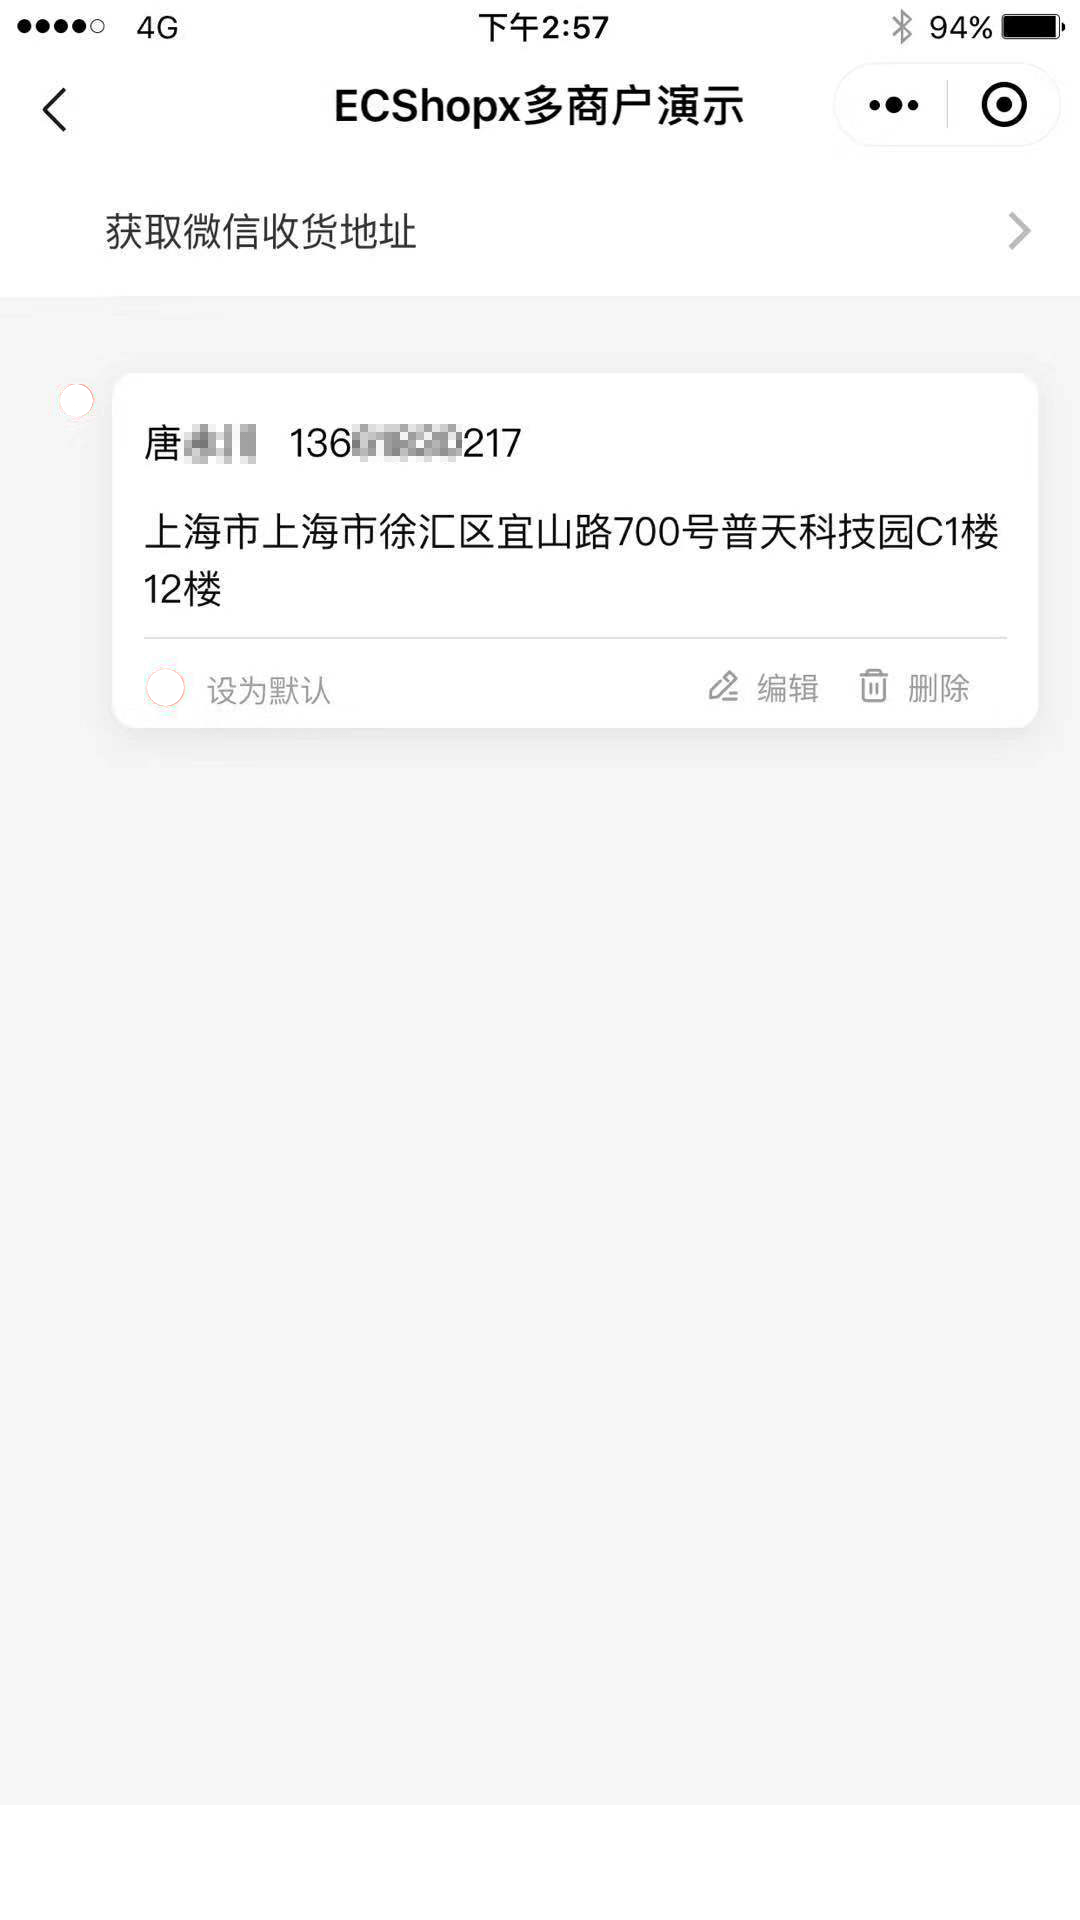 4G 下午2:57 94%
ECShopx多商户演示
获取微信收货地址
唐 136 217
上海市上海市徐汇区宜山路700号普天科技园C1楼
12楼
设为默认 编辑 删除